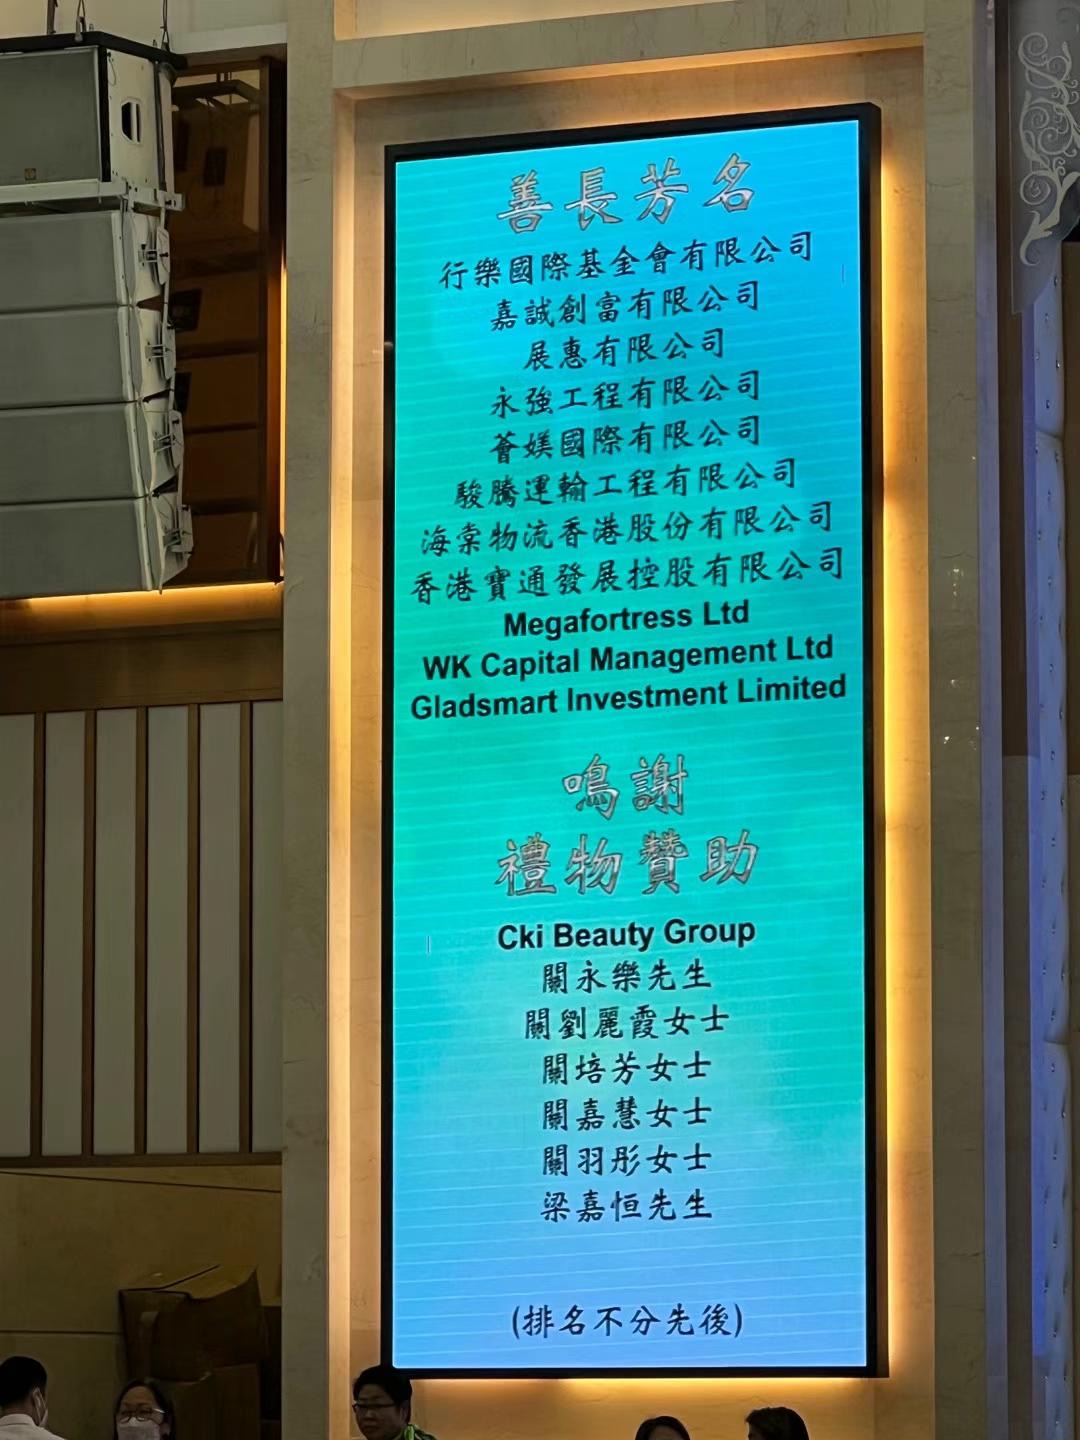 善長芳名
行樂國際基金會有限公司
嘉誠創富有限公司
展惠有限公司
永強工程有限公司
薈媄國際有限公司
駿騰運輸工程有限公司
海棠物流香港股份有限公司
香港寶通發展控股有限公司
Megafortress Ltd
WK Capital Management Ltd
Gladsmart Investment Limited
鳴謝
禮物贊助
Cki Beauty Group
關永樂先生
關劉麗霞女士
關培芳女士
關嘉慧女士
關羽彤女士
梁嘉恒先生
(排名不分先後)